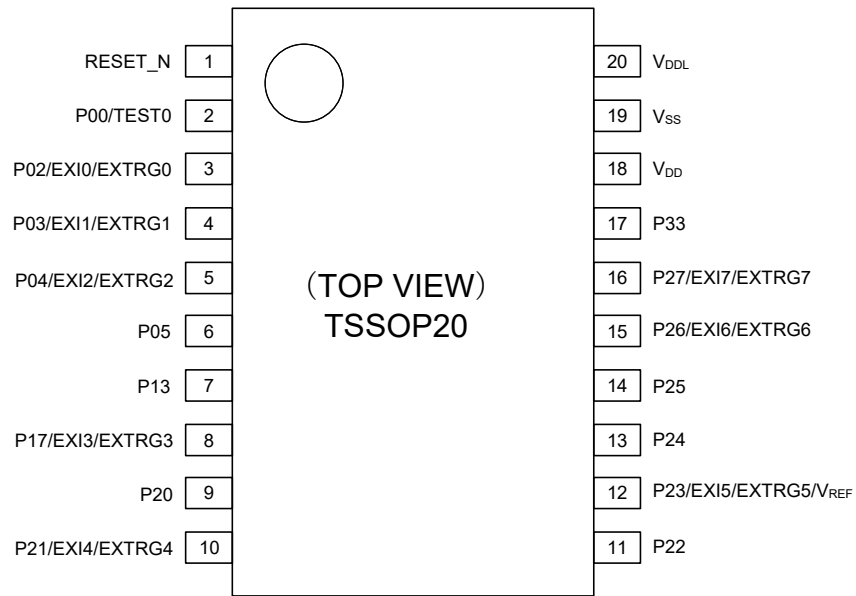 RESET_N 1 20 VDDL
P00/TEST0 2 19 VSS
P02/EXI0/EXTRG0 3 18 VDD
P03/EXI1/EXTRG1 4 17 P33
P04/EXI2/EXTRG2 5 16 P27/EXI7/EXTRG7
(TOP VIEW)
TSSOP20
P05 6 15 P26/EXI6/EXTRG6
P13 7 14 P25
P17/EXI3/EXTRG3 8 13 P24
P20 9 12 P23/EXI5/EXTRG5/VREF
P21/EXI4/EXTRG4 10 11 P22